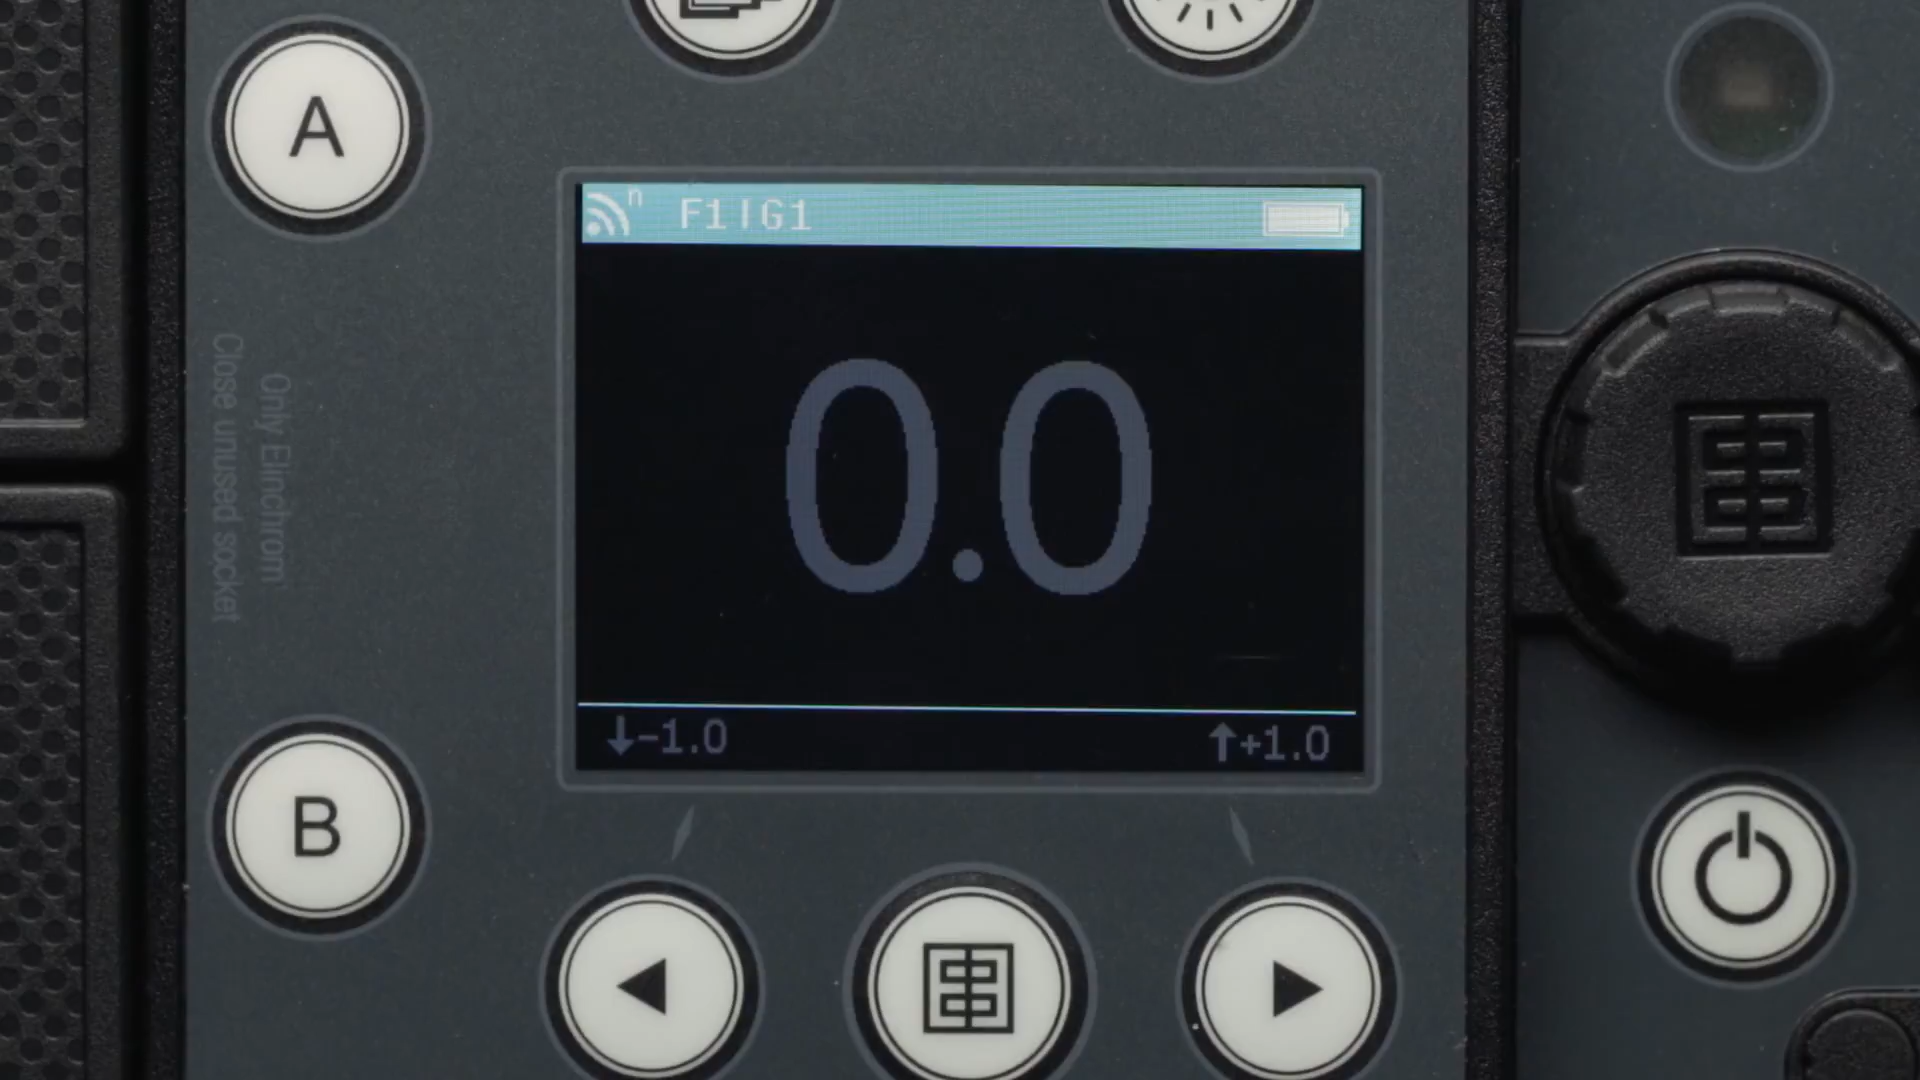 A
n F1|G1
0.0
↓-1.0 ↑+1.0
Only Elinchrom
Close unused socket
B